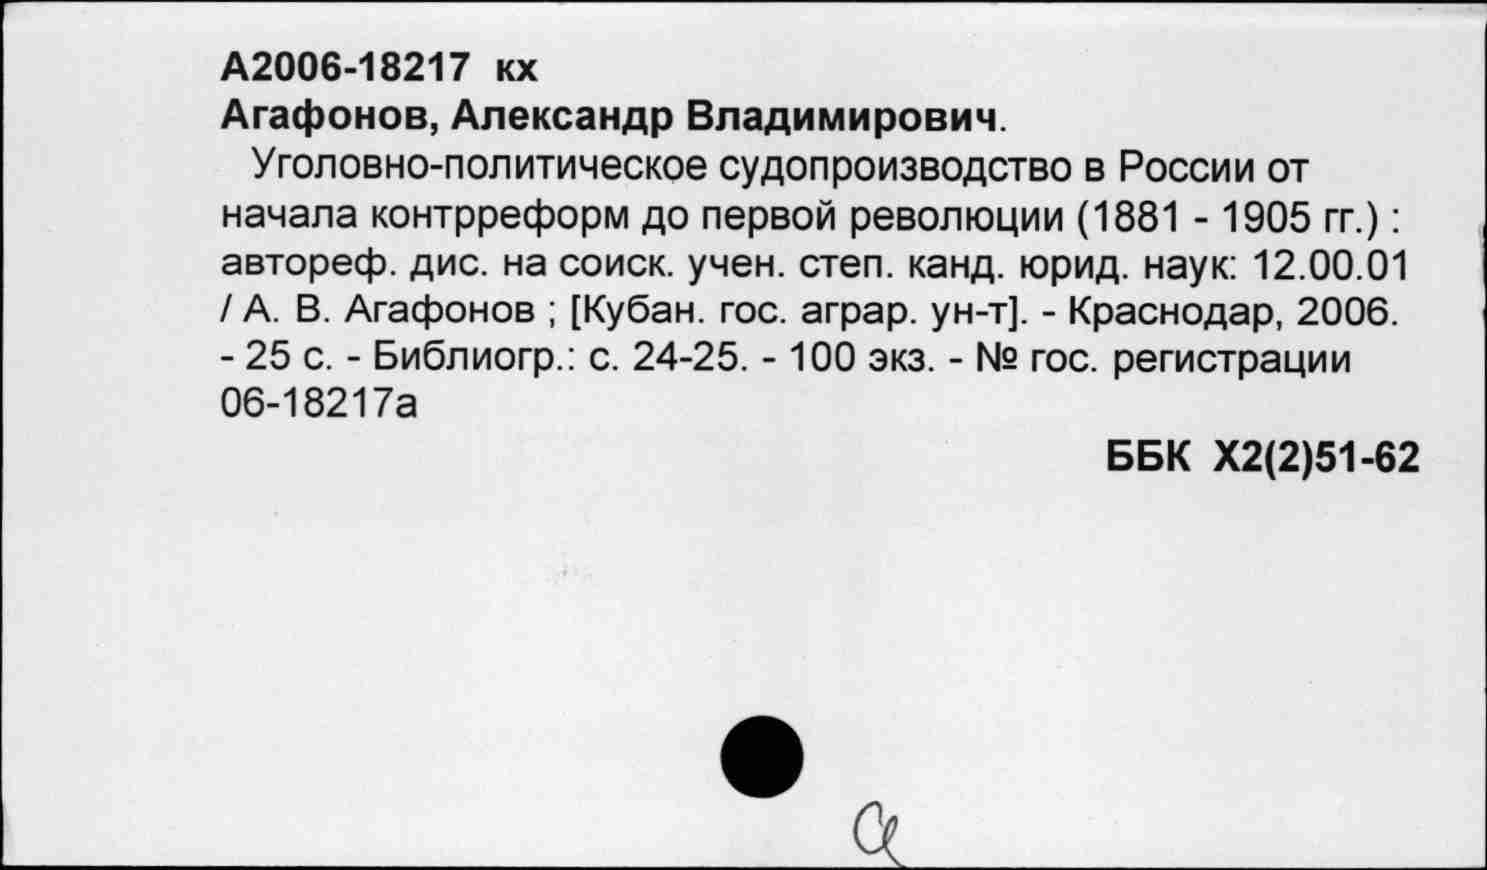 А2006-18217 кх
Агафонов, Александр Владимирович.
Уголовно-политическое судопроизводство в России от
начала контрреформ до первой революции (1881 - 1905 гг.) :
автореф. дис. на соиск. учен. степ. канд. юрид. наук: 12.00.01
/ А. В. Агафонов ; [Кубан. гос. аграр. ун-т]. - Краснодар, 2006.
- 25 с. - Библиогр.: с. 24-25. - 100 экз. - № гос. регистрации
06-18217а
ББК Х2(2)51-62